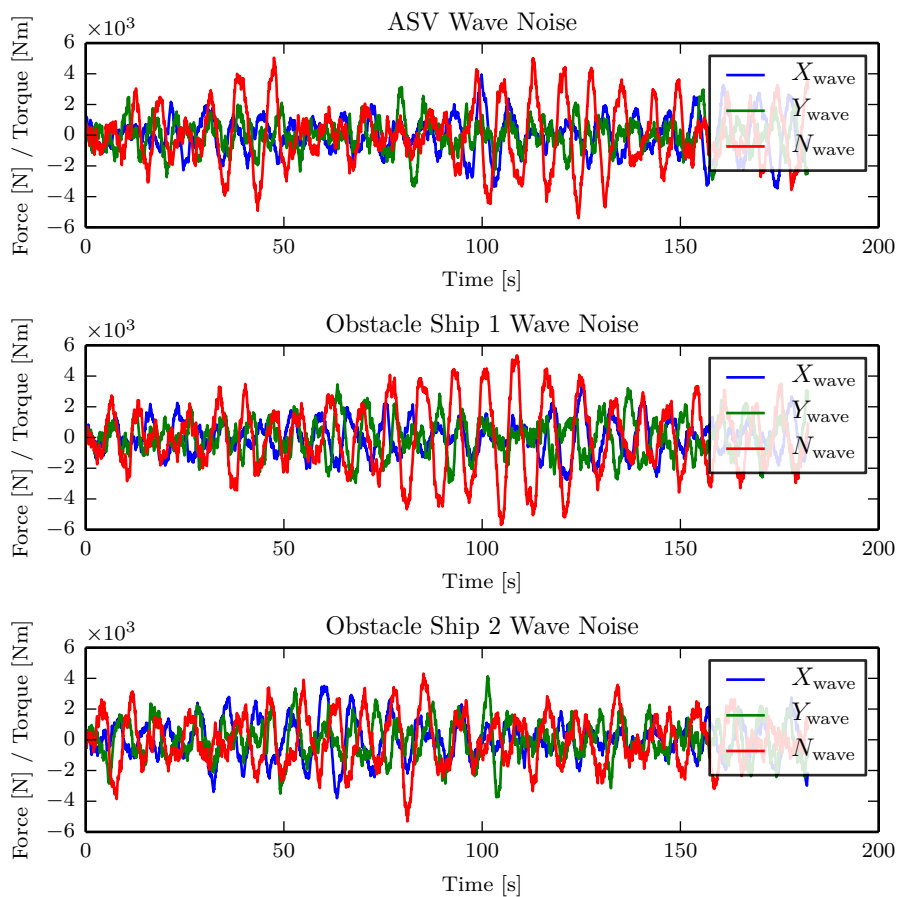 ASV Wave Noise
×10³
Force [N] / Torque [Nm]
6
4
2
0
−2
−4
−6
0 50 100 150 200
Time [s]
X_wave
Y_wave
N_wave
Obstacle Ship 1 Wave Noise
×10³
Force [N] / Torque [Nm]
6
4
2
0
−2
−4
−6
0 50 100 150 200
Time [s]
X_wave
Y_wave
N_wave
Obstacle Ship 2 Wave Noise
×10³
Force [N] / Torque [Nm]
6
4
2
0
−2
−4
−6
0 50 100 150 200
Time [s]
X_wave
Y_wave
N_wave